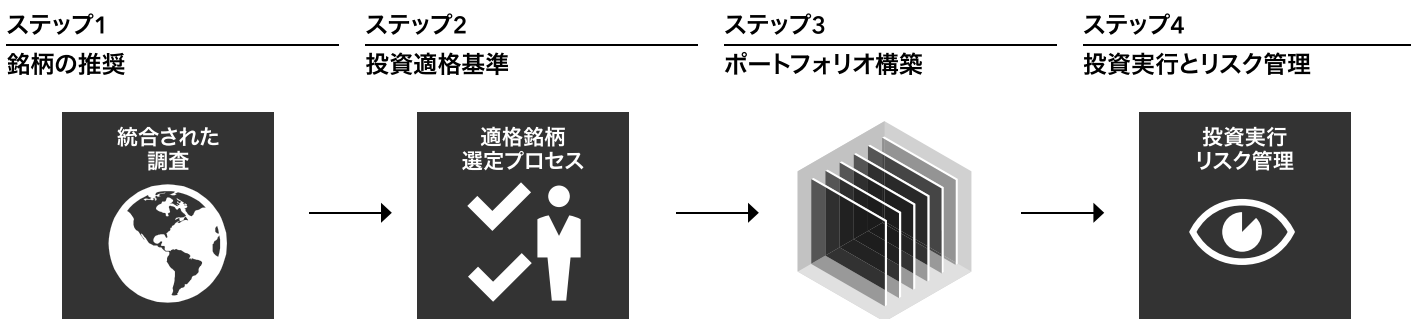 ステップ1
銘柄の推奨
統合された
調査
ステップ2
投資適格基準
適格銘柄
選定プロセス
ステップ3
ポートフォリオ構築
ステップ4
投資実行とリスク管理
投資実行
リスク管理